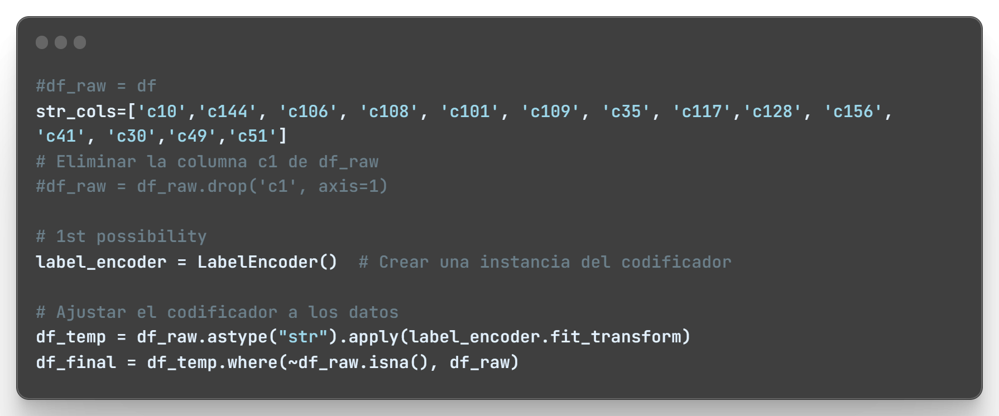 #df_raw = df
str_cols=['c10','c144', 'c106', 'c108', 'c101', 'c109', 'c35', 'c117','c128', 'c156',
'c41', 'c30','c49','c51']
# Eliminar la columna c1 de df_raw
#df_raw = df_raw.drop('c1', axis=1)
# 1st possibility
label_encoder = LabelEncoder()  # Crear una instancia del codificador
# Ajustar el codificador a los datos
df_temp = df_raw.astype("str").apply(label_encoder.fit_transform)
df_final = df_temp.where(~df_raw.isna(), df_raw)